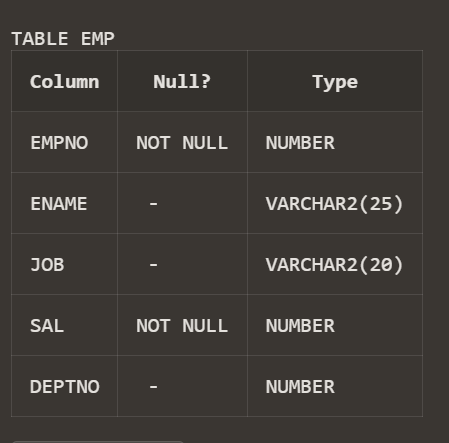 TABLE EMP
Column Null? Type
EMPNO NOT NULL NUMBER
ENAME - VARCHAR2(25)
JOB - VARCHAR2(20)
SAL NOT NULL NUMBER
DEPTNO - NUMBER